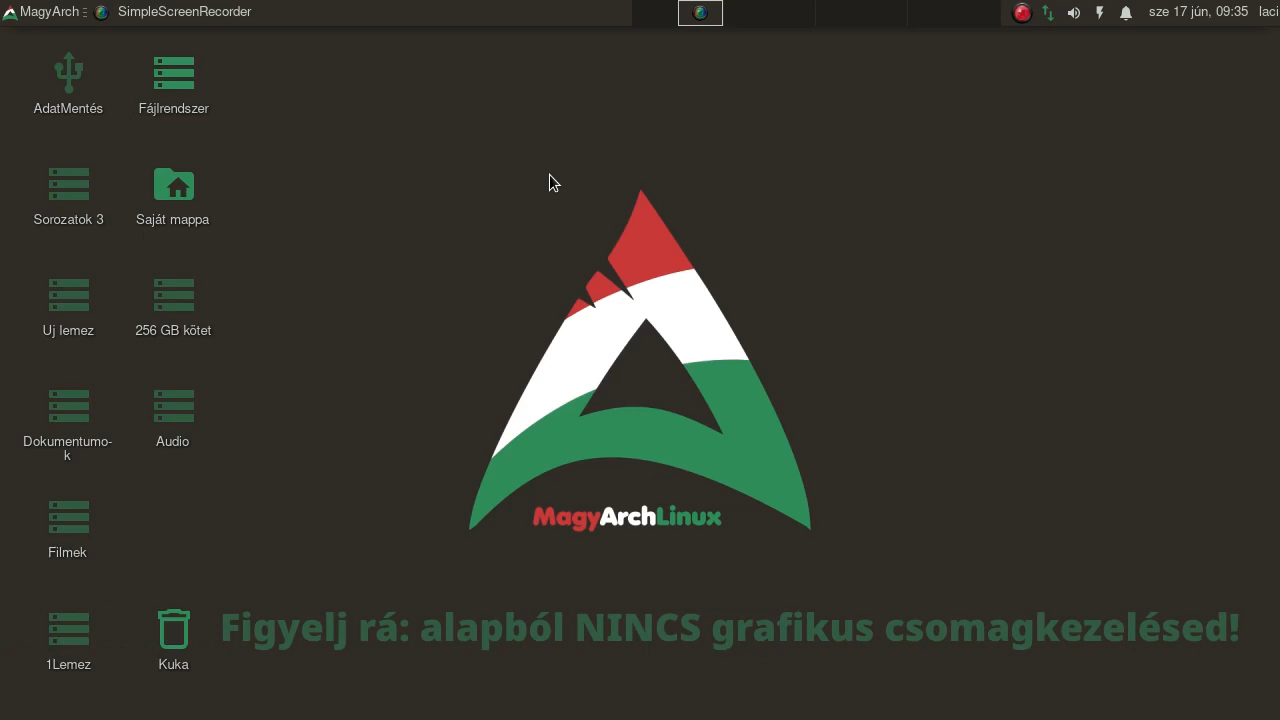 MagyArch
SimpleScreenRecorder
sze 17 jún, 09:35
laci
AdatMentés
Fájlrendszer
Sorozatok 3
Saját mappa
Uj lemez
256 GB kötet
Dokumentumo-
k
Audio
Filmek
MagyArchLinux
1Lemez
Kuka
Figyelj rá: alapból NINCS grafikus csomagkezelésed!